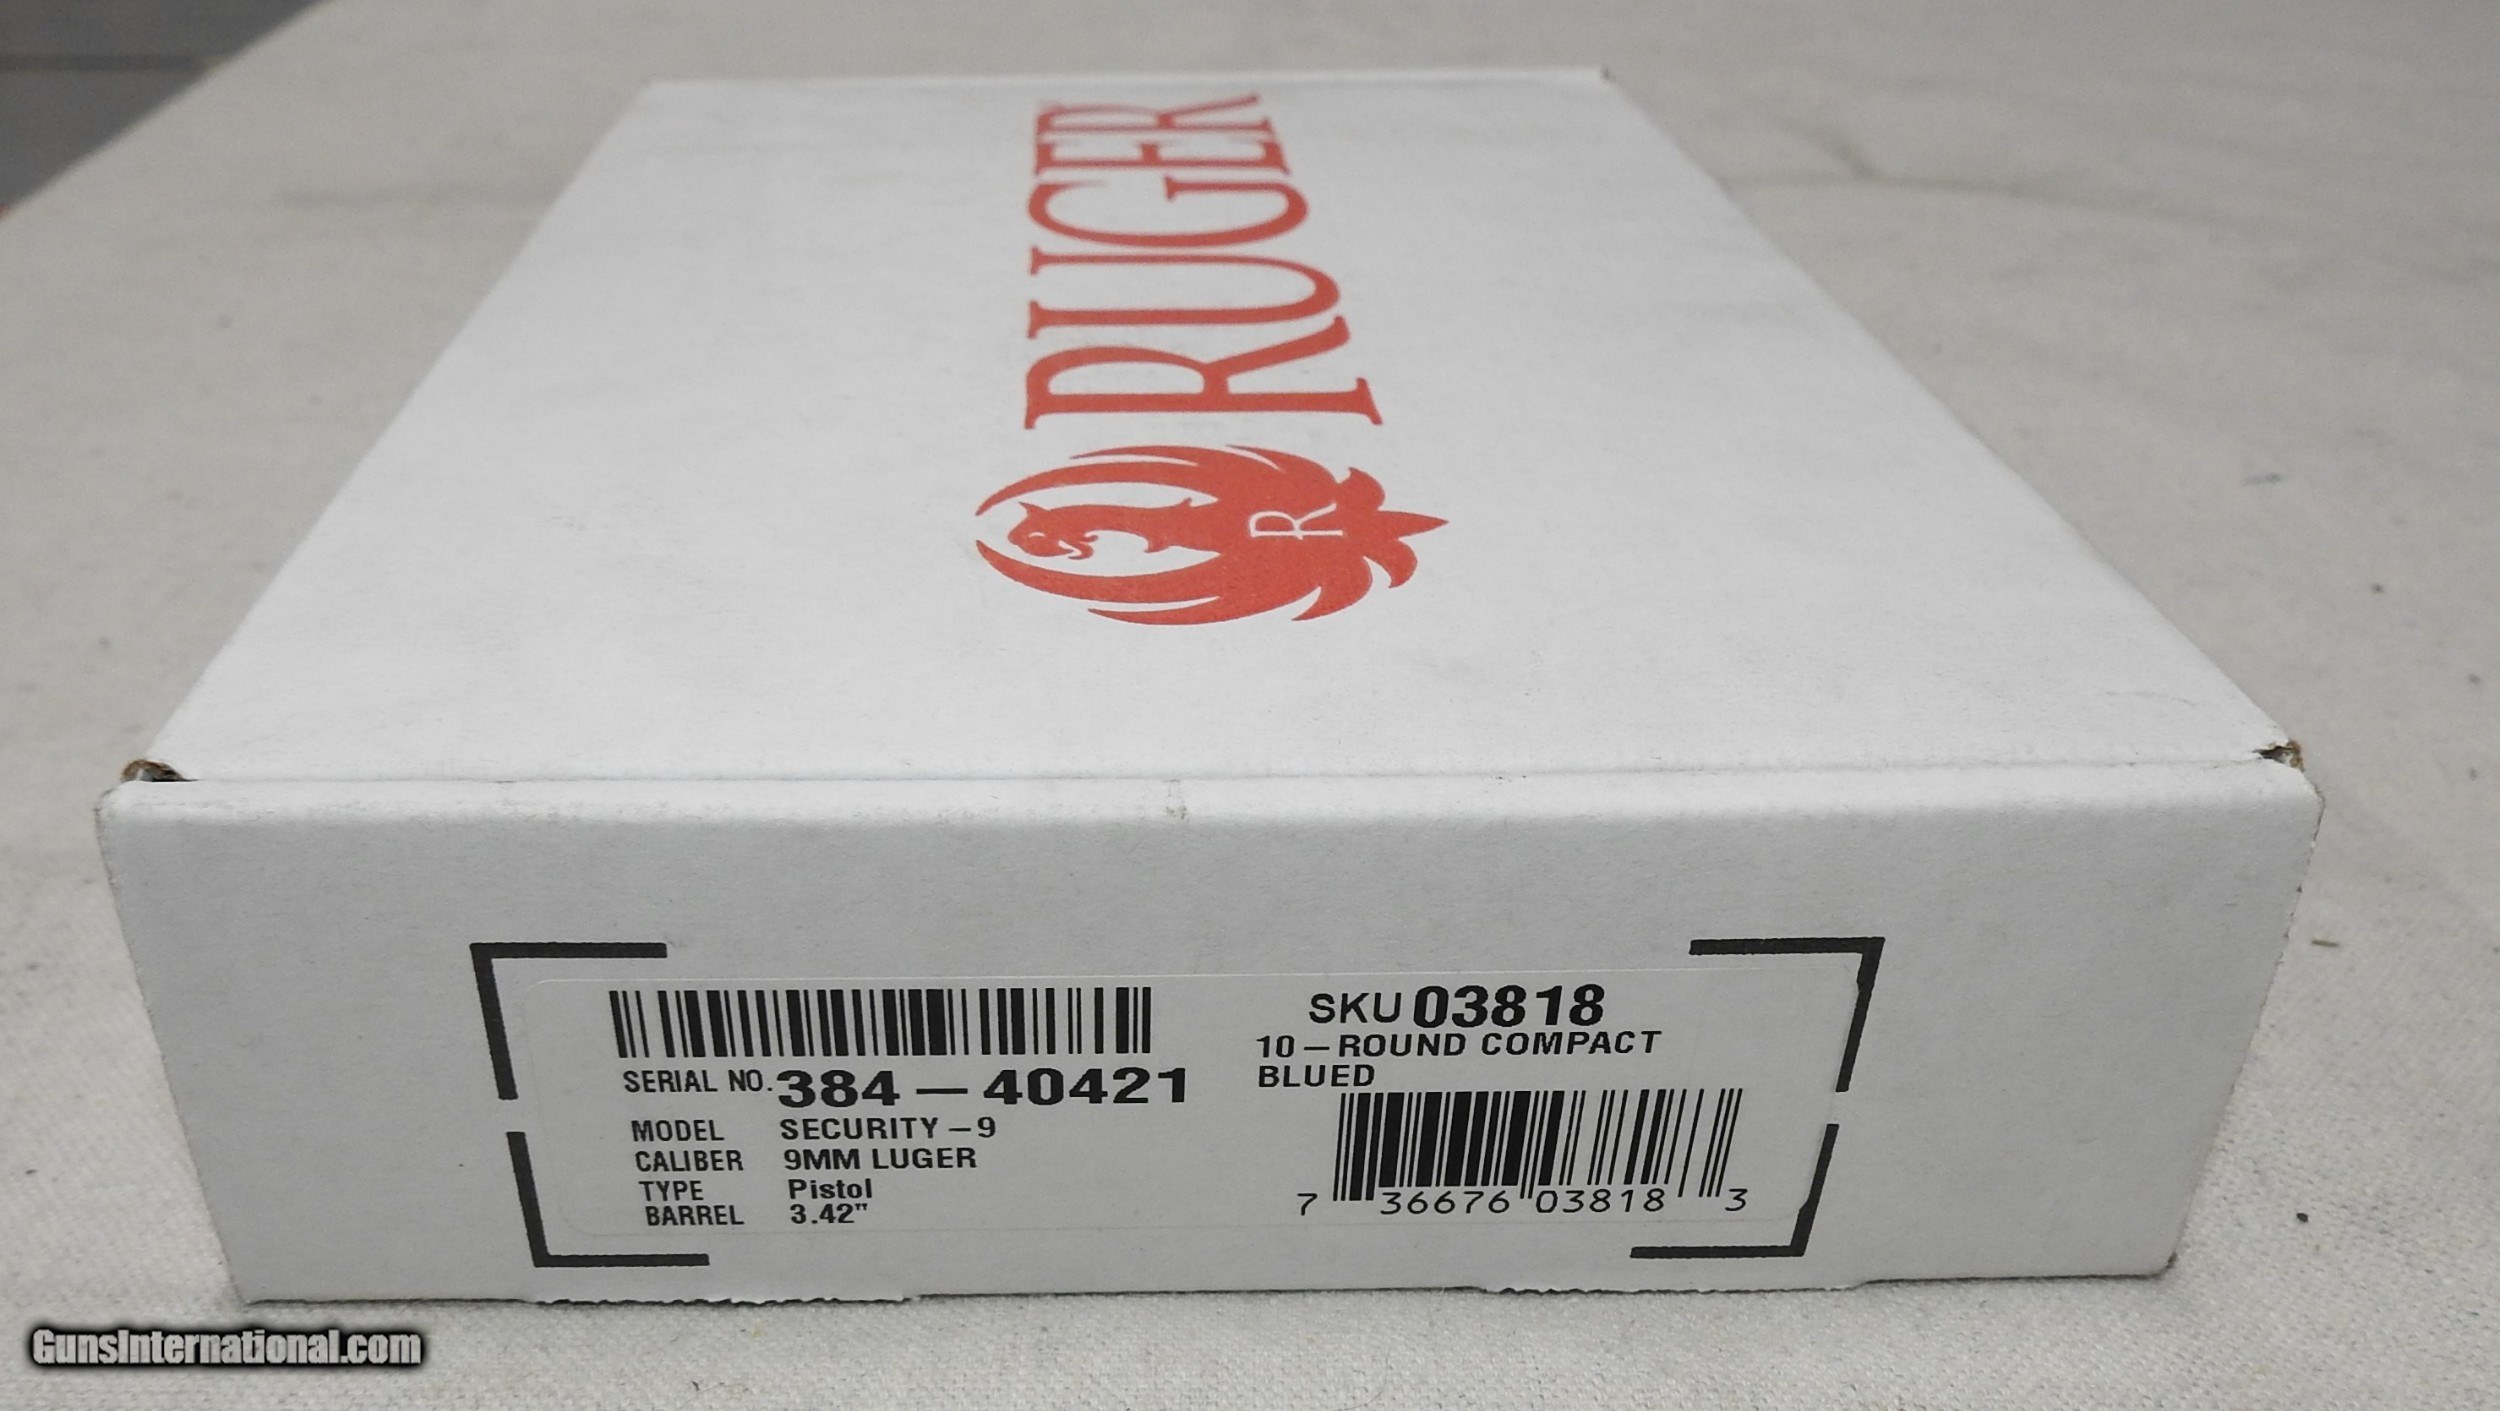 RUGER
R
SERIAL NO. 384-40421
MODEL SECURITY-9
CALIBER 9MM LUGER
TYPE Pistol
BARREL 3.42"
SKU 03818
10-ROUND COMPACT
BLUED
7 36676 03818 3
GunsInternational.com